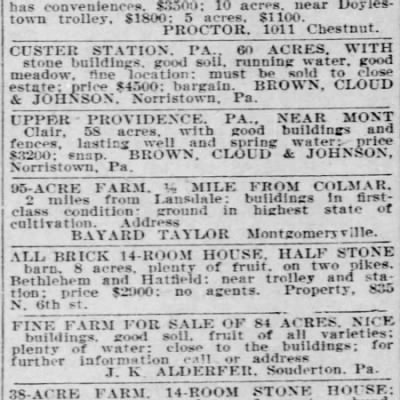 has conveniences, $3500; 10 acres, near Doyles-
town trolley, $1800; 5 acres, $1100.
PROCTOR, 1011 Chestnut.
CUSTER STATION, PA., 60 ACRES, WITH
stone buildings, good soil, running water, good
meadow, fine location; must be sold to close
estate; price $4500; bargain. BROWN, CLOUD
& JOHNSON, Norristown, Pa.
UPPER PROVIDENCE, PA., NEAR MONT
Clair, 58 acres, with good buildings and
fences, lasting well and spring water; price
$3200; snap. BROWN, CLOUD & JOHNSON,
Norristown, Pa.
95-ACRE FARM, ½ MILE FROM COLMAR,
2 miles from Lansdale; buildings in first-
class condition; ground in highest state of
cultivation. Address
BAYARD TAYLOR Montgomeryville.
ALL BRICK 14-ROOM HOUSE, HALF STONE
barn, 8 acres, plenty of fruit, on two pikes,
Bethlehem and Hatfield; near trolley and sta-
tion; price $2900; no agents. Property, 835
N. 6th st.
FINE FARM FOR SALE OF 84 ACRES, NICE
buildings, good soil, fruit of all varieties;
plenty of water; close to the buildings; for
further information call or address
J. K. ALDERFER, Souderton, Pa.
38-ACRE FARM, 14-ROOM STONE HOUSE;